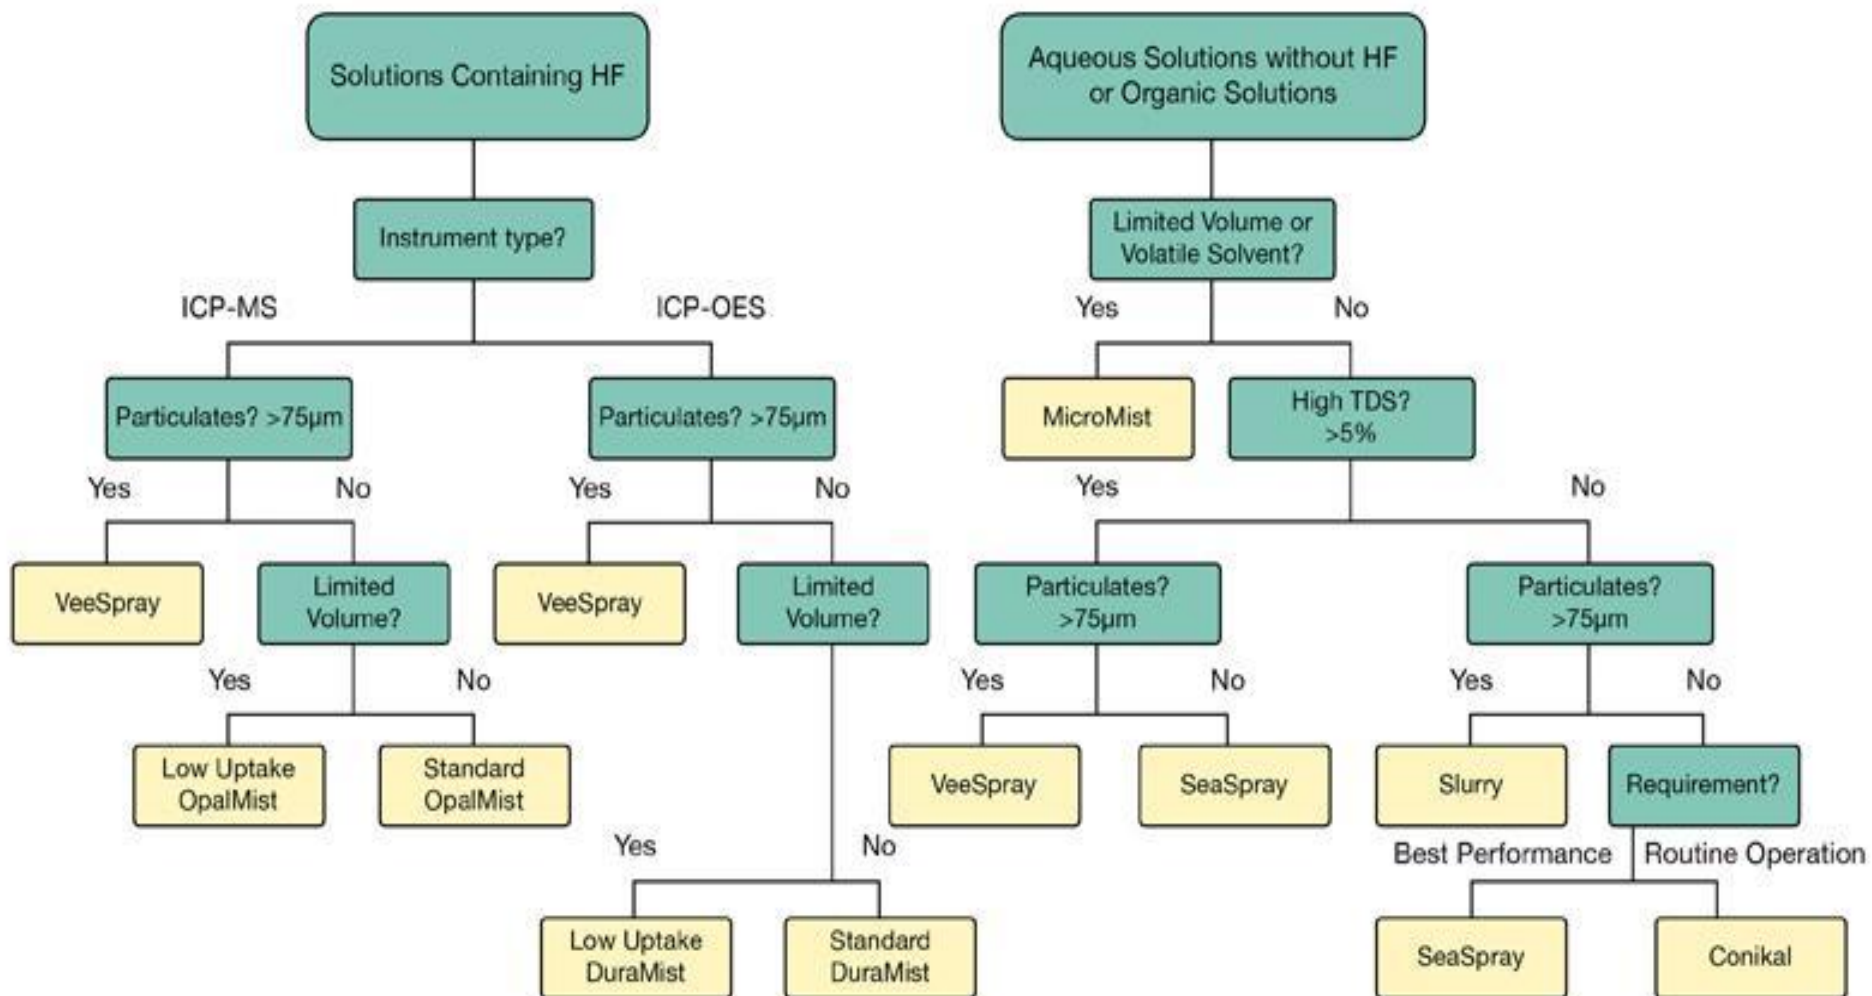 Solutions Containing HF
Aqueous Solutions without HF
or Organic Solutions
Instrument type?
Limited Volume or
Volatile Solvent?
ICP-MS
ICP-OES
Yes
No
Particulates? >75µm
Particulates? >75µm
MicroMist
High TDS?
>5%
Yes
No
Yes
No
Yes
No
VeeSpray
Limited
Volume?
VeeSpray
Limited
Volume?
Particulates?
>75µm
Particulates?
>75µm
Yes
No
Yes
No
Yes
No
Low Uptake
OpalMist
Standard
OpalMist
VeeSpray
SeaSpray
Slurry
Requirement?
Yes
No
Best Performance
Routine Operation
Low Uptake
DuraMist
Standard
DuraMist
SeaSpray
Conikal